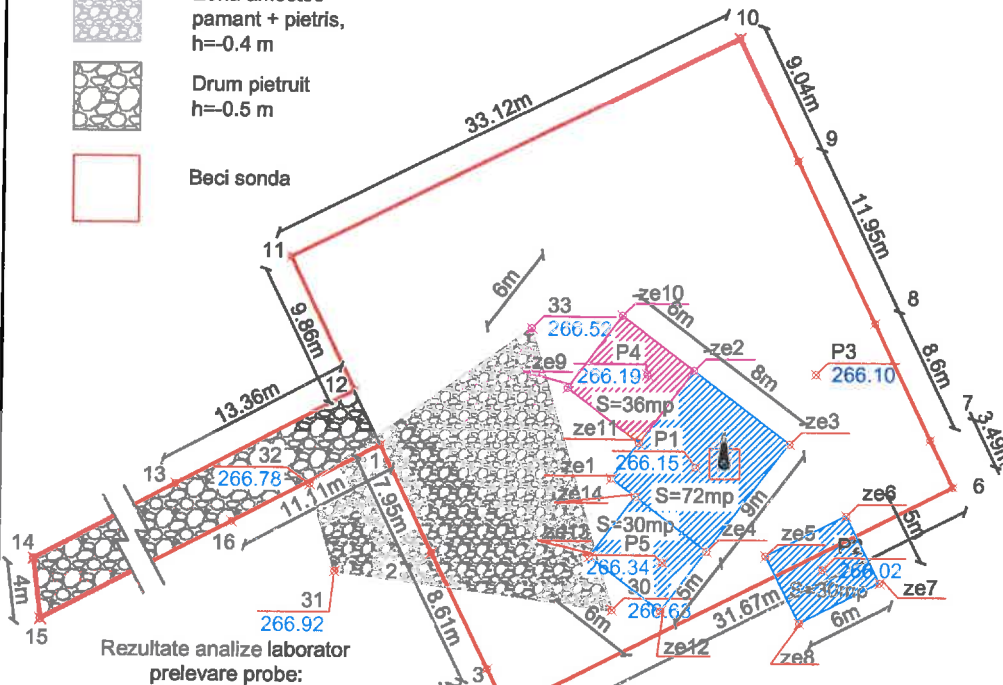 pamant + pietris,
h=-0.4 m
Drum pietruit
h=-0.5 m
Beci sonda
10
9.04m
33.12m
9
11.95m
11
8
6m
9.86m
33
266.52
ze10
6m
8.6m
ze9
P4
266.19
ze2
P3
266.10
12
S=36mp
8m
7
3.49m
13.36m
ze11
P1
266.15
ze3
13
32
266.78
1
ze1
6
11.11m
ze14
S=72mp
9m
ze6
5m
14
16
7.95m
S=30mp
ze4
ze5
P2
266.02
P5
266.34
4m
31
266.92
2
30
266.63
5m
ze7
15
8.61m
6m
31.67m
6m
ze12
ze8
3
Rezultate analize laborator
prelevare probe: